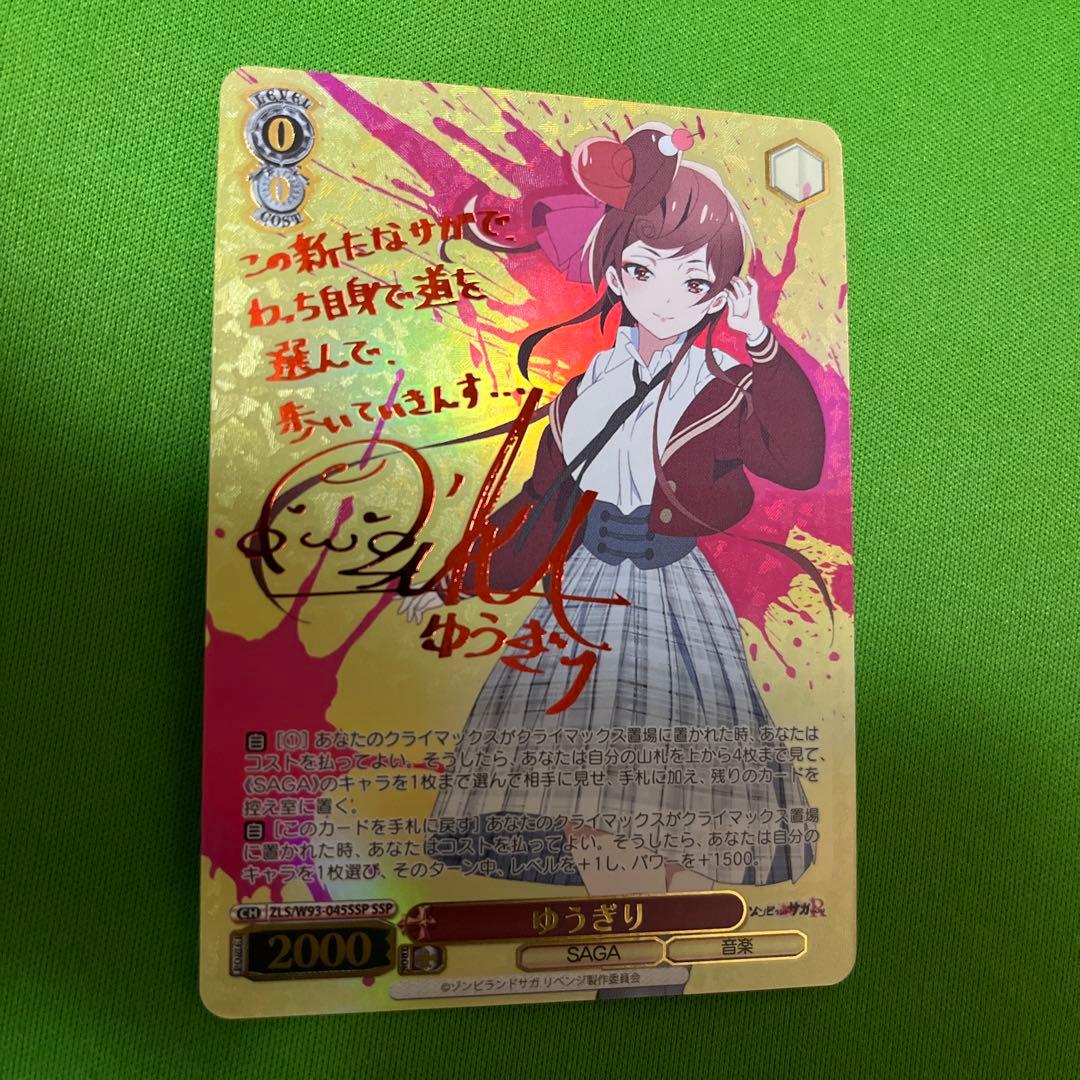 LEVEL
0
0
COST
この新たなサガで、
わっち自身で道を
選んで、
歩いていきんす…
ゆうぎり
自 [(1)] あなたのクライマックスがクライマックス置場に置かれた時、あなたは
コストを払ってよい。そうしたら、あなたは自分の山札を上から4枚まで見て、
《SAGA》のキャラを1枚まで選んで相手に見せ、手札に加え、残りのカードを
控え室に置く。
自 [このカードを手札に戻す] あなたのクライマックスがクライマックス置場
に置かれた時、あなたはコストを払ってよい。そうしたら、あなたは自分の
キャラを1枚選び、そのターン中、レベルを+1し、パワーを+1500。
CH ZLS/W93-045SSP SSP
ゆうぎり
ゾンビランドサガR
POWER 2000
SOUL
SAGA
音楽
©ゾンビランドサガ リベンジ製作委員会